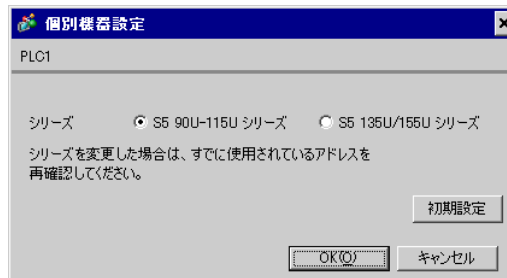 個別機器設定
PLC1
シリーズ S5 90U-115U シリーズ S5 135U/155U シリーズ
シリーズを変更した場合は、すでに使用されているアドレスを
再確認してください。
初期設定
OK(O) キャンセル